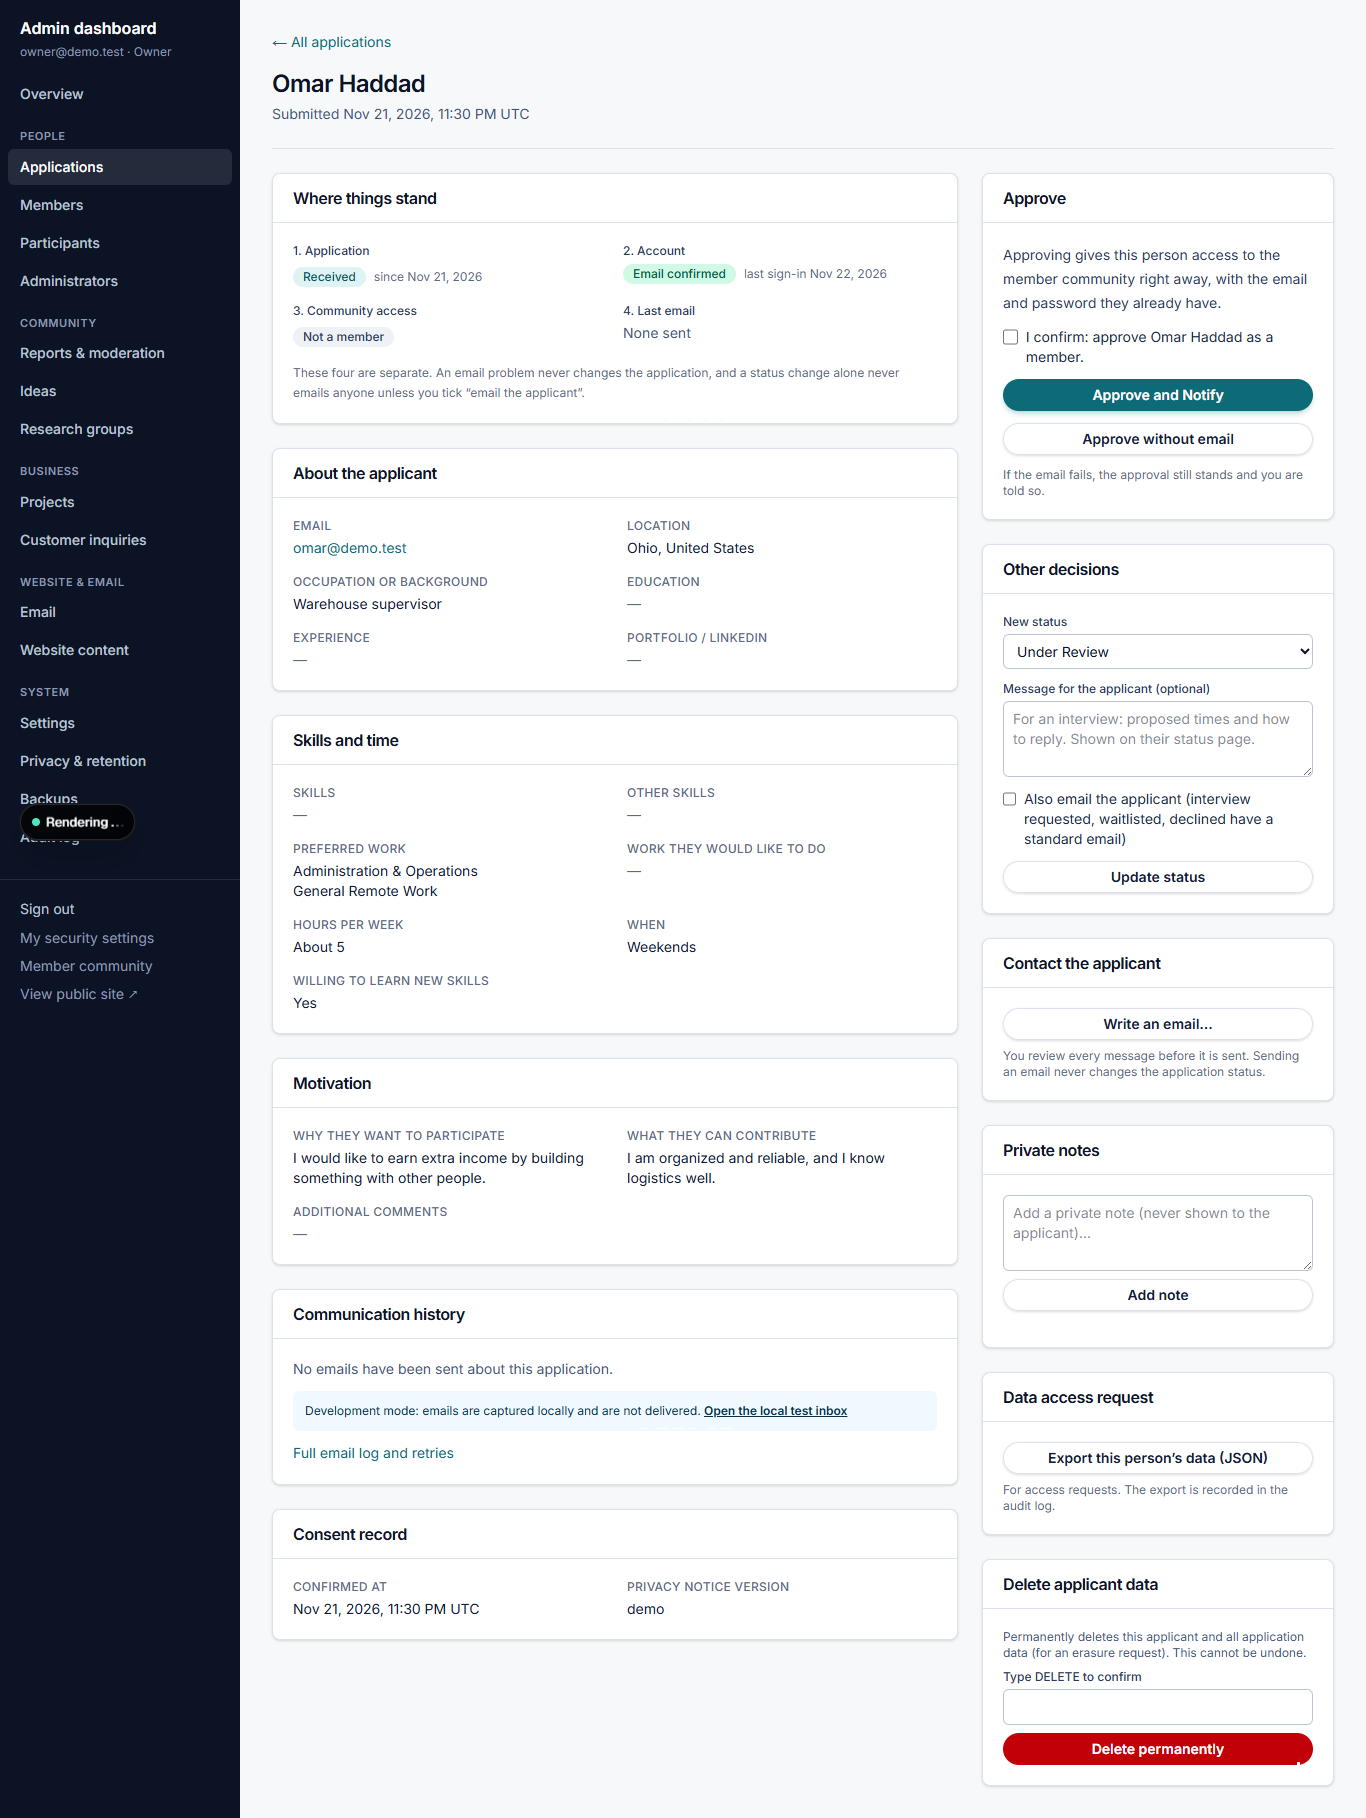 Admin dashboard
owner@demo.test · Owner
Overview
PEOPLE
Applications
Members
Participants
Administrators
COMMUNITY
Reports & moderation
Ideas
Research groups
BUSINESS
Projects
Customer inquiries
WEBSITE & EMAIL
Email
Website content
SYSTEM
Settings
Privacy & retention
Backups
Rendering...
Sign out
My security settings
Member community
View public site ↗
← All applications
Omar Haddad
Submitted Nov 21, 2026, 11:30 PM UTC
Where things stand
1. Application
Received since Nov 21, 2026
2. Account
Email confirmed last sign-in Nov 22, 2026
3. Community access
Not a member
4. Last email
None sent
These four are separate. An email problem never changes the application, and a status change alone never
emails anyone unless you tick “email the applicant”.
About the applicant
EMAIL
omar@demo.test
LOCATION
Ohio, United States
OCCUPATION OR BACKGROUND
Warehouse supervisor
EDUCATION
—
EXPERIENCE
—
PORTFOLIO / LINKEDIN
—
Skills and time
SKILLS
—
OTHER SKILLS
—
PREFERRED WORK
Administration & Operations
General Remote Work
WORK THEY WOULD LIKE TO DO
—
HOURS PER WEEK
About 5
WHEN
Weekends
WILLING TO LEARN NEW SKILLS
Yes
Motivation
WHY THEY WANT TO PARTICIPATE
I would like to earn extra income by building
something with other people.
WHAT THEY CAN CONTRIBUTE
I am organized and reliable, and I know
logistics well.
ADDITIONAL COMMENTS
—
Communication history
No emails have been sent about this application.
Development mode: emails are captured locally and are not delivered. Open the local test inbox
Full email log and retries
Consent record
CONFIRMED AT
Nov 21, 2026, 11:30 PM UTC
PRIVACY NOTICE VERSION
demo
Approve
Approving gives this person access to the
member community right away, with the email
and password they already have.
I confirm: approve Omar Haddad as a
member.
Approve and Notify
Approve without email
If the email fails, the approval still stands and you are
told so.
Other decisions
New status
Under Review
Message for the applicant (optional)
For an interview: proposed times and how
to reply. Shown on their status page.
Also email the applicant (interview
requested, waitlisted, declined have a
standard email)
Update status
Contact the applicant
Write an email…
You review every message before it is sent. Sending
an email never changes the application status.
Private notes
Add a private note (never shown to the
applicant)…
Add note
Data access request
Export this person’s data (JSON)
For access requests. The export is recorded in the
audit log.
Delete applicant data
Permanently deletes this applicant and all application
data (for an erasure request). This cannot be undone.
Type DELETE to confirm
Delete permanently